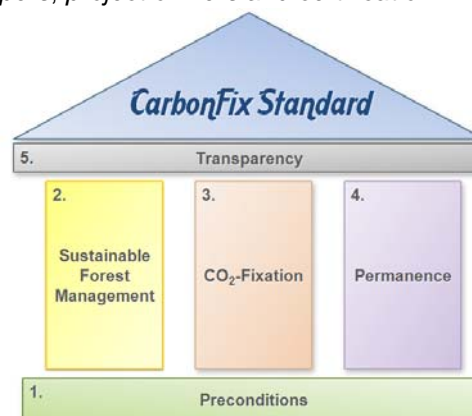 CarbonFix Standard
5. Transparency
2. Sustainable
Forest
Management
3. CO₂-Fixation
4. Permanence
1. Preconditions